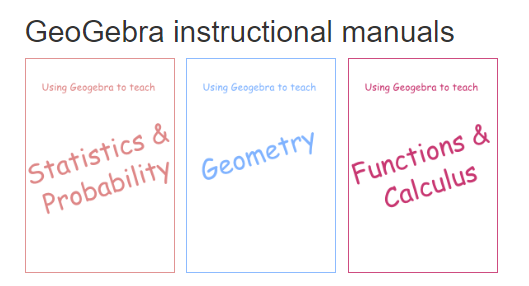 GeoGebra instructional manuals
Using Geogebra to teach
Statistics &
Probability
Using Geogebra to teach
Geometry
Using Geogebra to teach
Functions &
Calculus